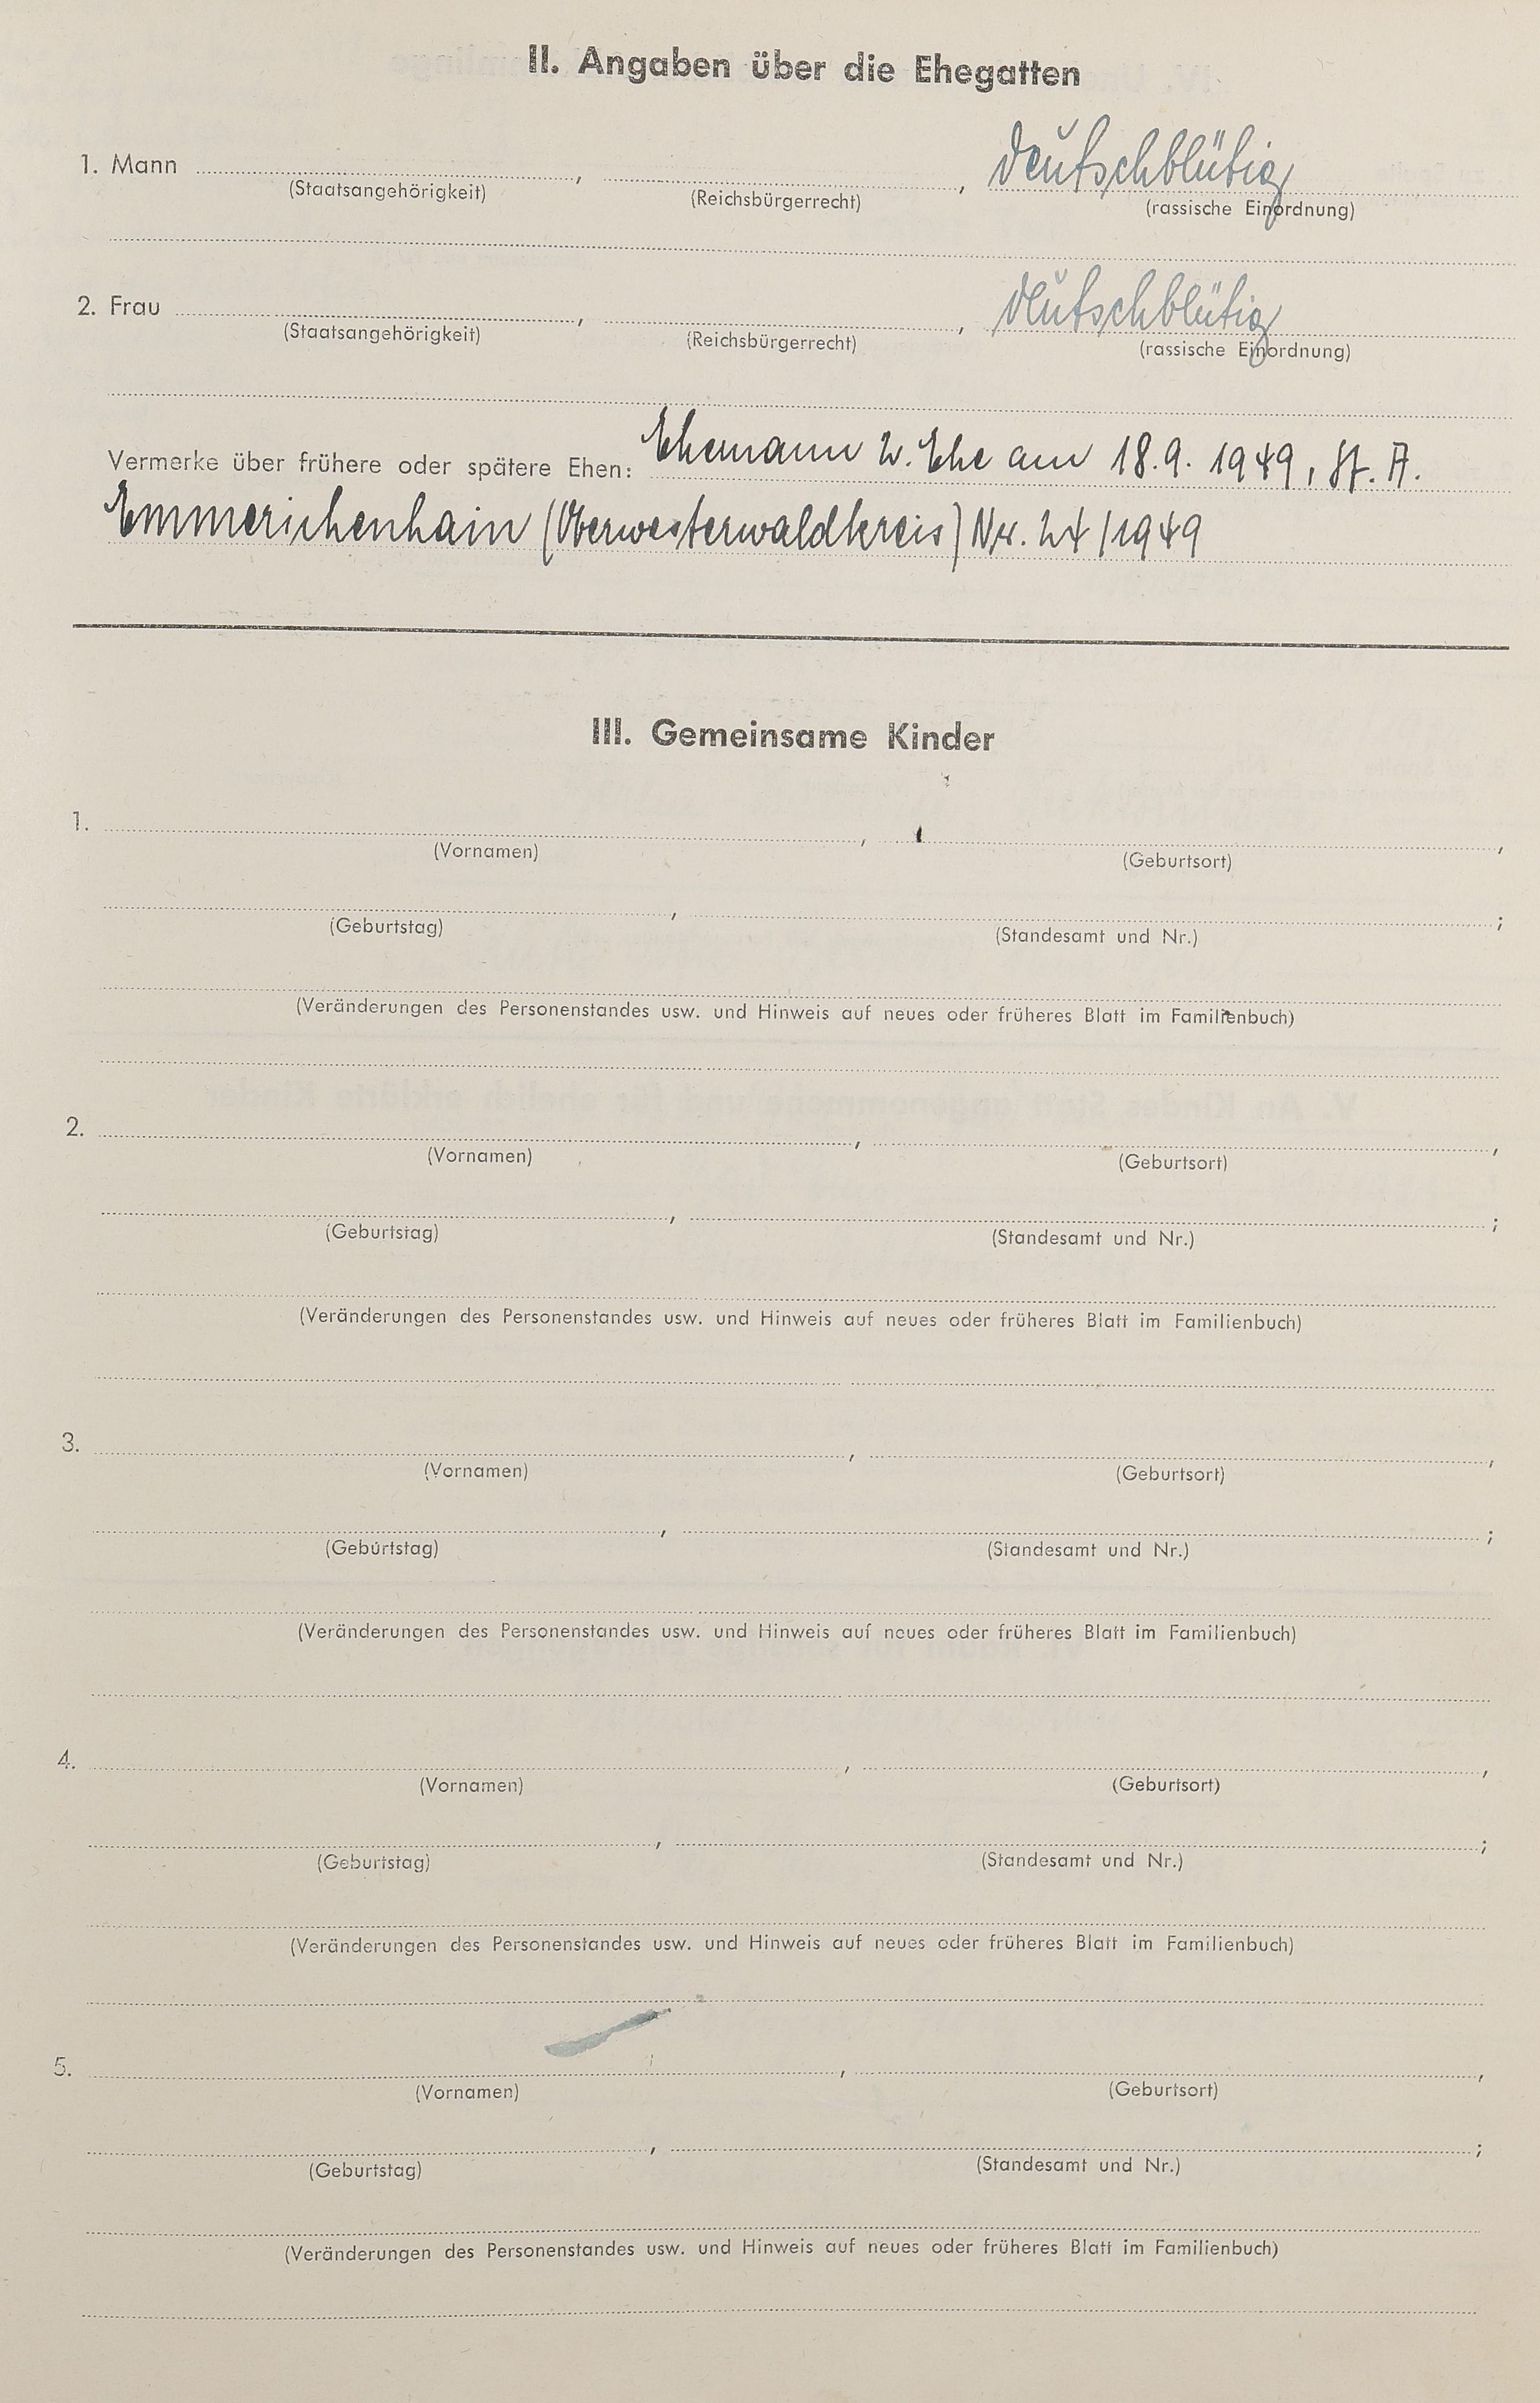 II. Angaben über die Ehegatten
1. Mann , , deutschblütig
(Staatsangehörigkeit) (Reichsbürgerrecht) (rassische Einordnung)
2. Frau , , deutschblütig
(Staatsangehörigkeit) (Reichsbürgerrecht) (rassische Einordnung)
Vermerke über frühere oder spätere Ehen: Ehemann 2. Ehe am 18.9.1949, St. A.
Emmerichenhain (Oberwesterwaldkreis) Nr. 24/1949
III. Gemeinsame Kinder
1. , ,
(Vornamen) (Geburtsort)
, ;
(Geburtstag) (Standesamt und Nr.)
(Veränderungen des Personenstandes usw. und Hinweis auf neues oder früheres Blatt im Familienbuch)
2. , ,
(Vornamen) (Geburtsort)
, ;
(Geburtstag) (Standesamt und Nr.)
(Veränderungen des Personenstandes usw. und Hinweis auf neues oder früheres Blatt im Familienbuch)
3. , ,
(Vornamen) (Geburtsort)
, ;
(Geburtstag) (Standesamt und Nr.)
(Veränderungen des Personenstandes usw. und Hinweis auf neues oder früheres Blatt im Familienbuch)
4. , ,
(Vornamen) (Geburtsort)
, ;
(Geburtstag) (Standesamt und Nr.)
(Veränderungen des Personenstandes usw. und Hinweis auf neues oder früheres Blatt im Familienbuch)
5. , ,
(Vornamen) (Geburtsort)
, ;
(Geburtstag) (Standesamt und Nr.)
(Veränderungen des Personenstandes usw. und Hinweis auf neues oder früheres Blatt im Familienbuch)